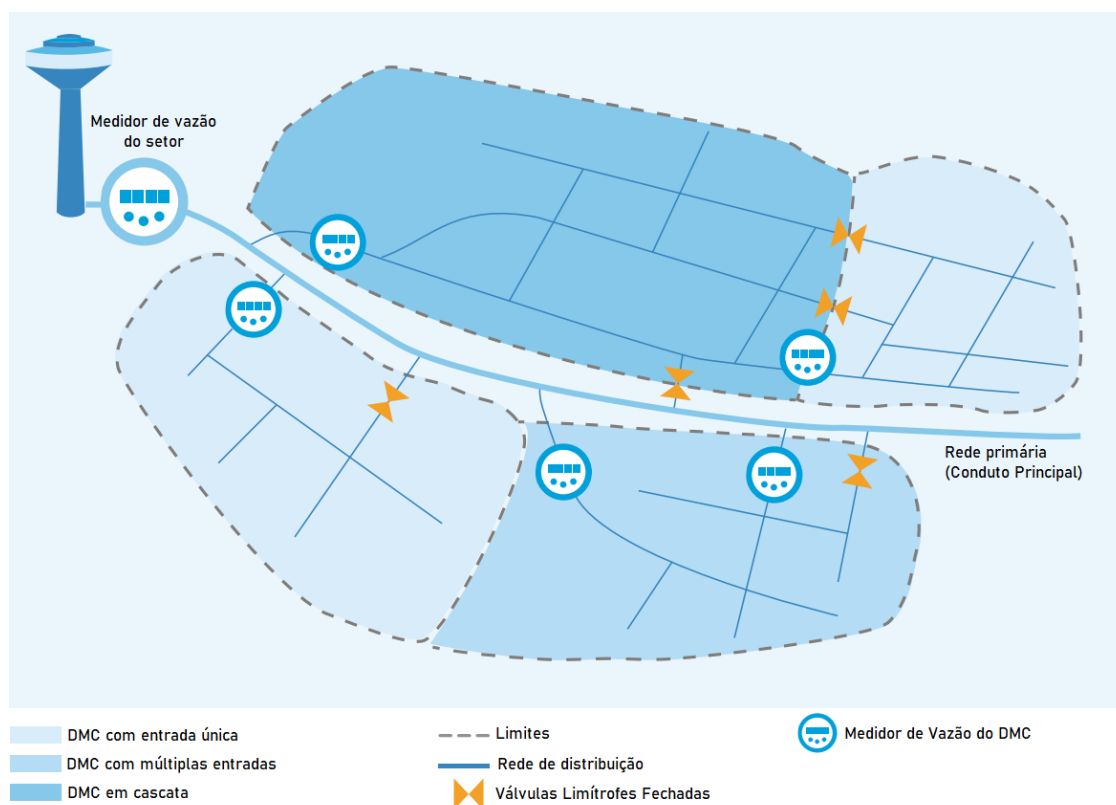 Medidor de vazão
do setor
Rede primária
(Conduto Principal)
DMC com entrada única
DMC com múltiplas entradas
DMC em cascata
Limites
Rede de distribuição
Válvulas Limítrofes Fechadas
Medidor de Vazão do DMC